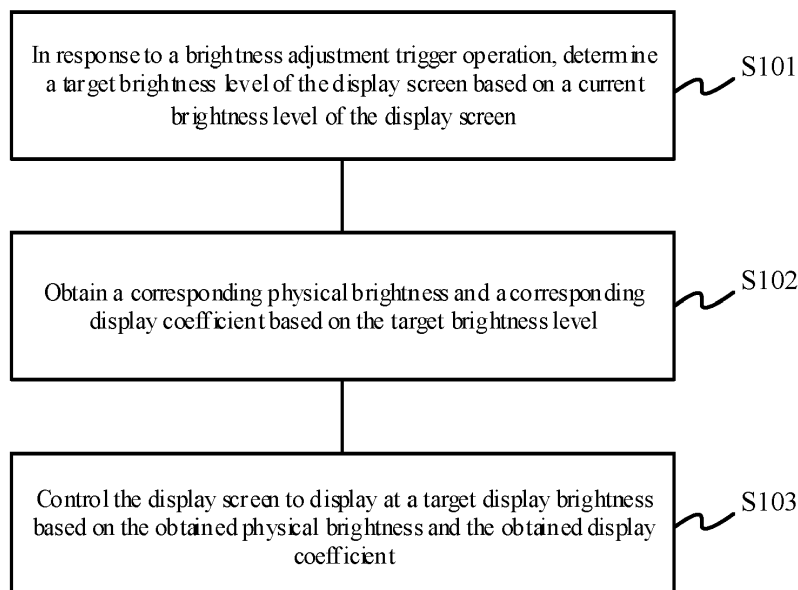 In response to a brightness adjustment trigger operation, determine
a target brightness level of the display screen based on a current
brightness level of the display screen
S101
Obtain a corresponding physical brightness and a corresponding
display coefficient based on the target brightness level
S102
Control the display screen to display at a target display brightness
based on the obtained physical brightness and the obtained display
coefficient
S103